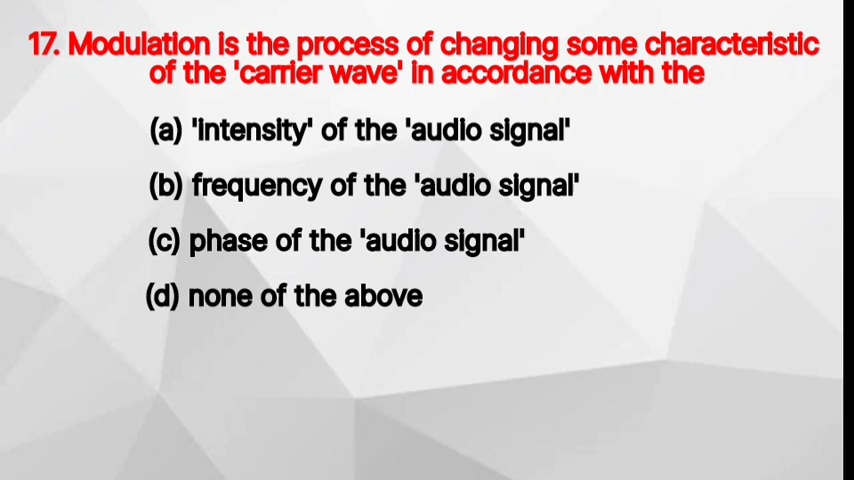 17. Modulation is the process of changing some characteristic
of the 'carrier wave' in accordance with the
(a) 'intensity' of the 'audio signal'
(b) frequency of the 'audio signal'
(c) phase of the 'audio signal'
(d) none of the above